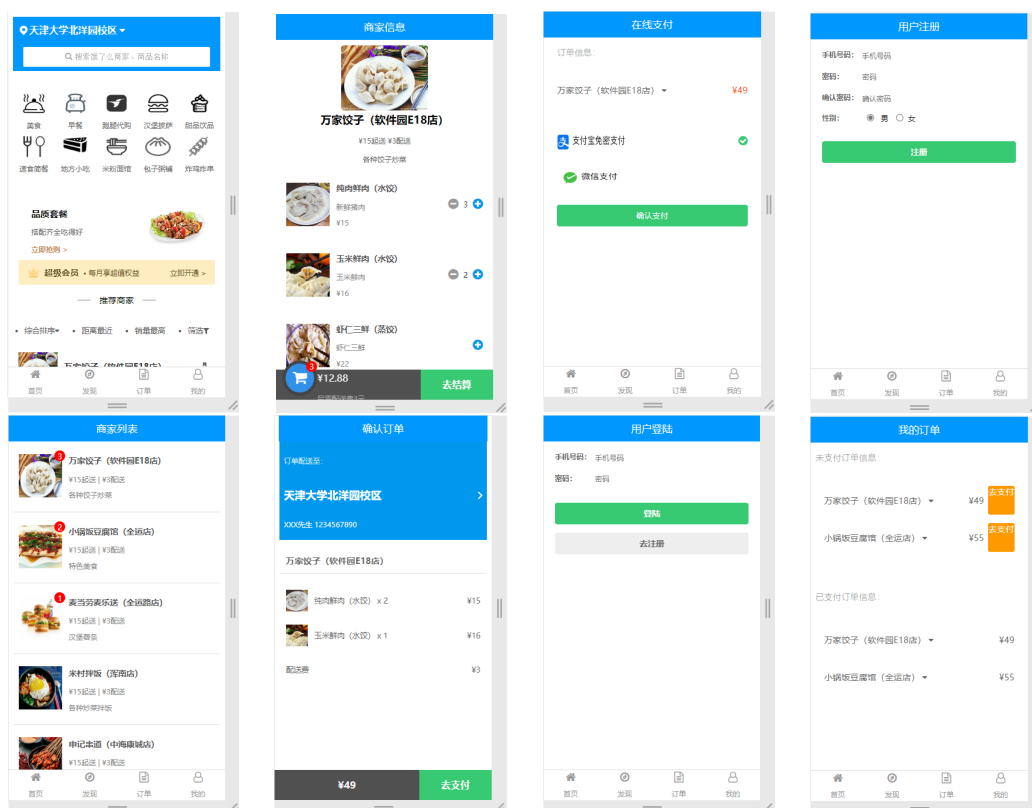 天津大学北洋园校区
搜索饿了么商家、商品名称
美食 早餐 跑腿代购 汉堡披萨 甜品饮品
速食简餐 地方小吃 米粉面馆 包子粥铺 炸鸡炸串
品质套餐
搭配齐全吃得好
立即抢购 >
超级会员 • 每月享超值权益 立即开通 >
推荐商家
综合排序 距离最近 销量最高 筛选
万家饺子（软件园E18店）
首页 发现 订单 我的
商家信息
万家饺子（软件园E18店）
¥15起送 ¥3配送
各种饺子炒菜
纯肉鲜肉（水饺）
新鲜猪肉
¥15
3
玉米鲜肉（水饺）
玉米鲜肉
¥16
2
虾仁三鲜（蒸饺）
虾仁三鲜
¥22
3
¥12.88
去结算
在线支付
订单信息:
万家饺子（软件园E18店） ¥49
支付宝免密支付
微信支付
确认支付
首页 发现 订单 我的
用户注册
手机号码: 手机号码
密码: 密码
确认密码: 确认密码
性别: 男 女
注册
首页 发现 订单 我的
商家列表
3
万家饺子（软件园E18店）
¥15起送 | ¥3配送
各种饺子炒菜
2
小锅饭豆腐馆（全运店）
¥15起送 | ¥3配送
特色美食
1
麦当劳麦乐送（全运路店）
¥15起送 | ¥3配送
汉堡薯条
米村拌饭（浑南店）
¥15起送 | ¥3配送
各种炒菜拌饭
申记串道（中海康城店）
¥15起送 | ¥3配送
首页 发现 订单 我的
确认订单
订单配送至:
天津大学北洋园校区
XXX先生 1234567890
万家饺子（软件园E18店）
纯肉鲜肉（水饺） x 2 ¥15
玉米鲜肉（水饺） x 1 ¥16
配送费 ¥3
¥49 去支付
用户登陆
手机号码: 手机号码
密码: 密码
登陆
去注册
首页 发现 订单 我的
我的订单
未支付订单信息:
万家饺子（软件园E18店） ¥49 去支付
小锅饭豆腐馆（全运店） ¥55 去支付
已支付订单信息:
万家饺子（软件园E18店） ¥49
小锅饭豆腐馆（全运店） ¥55
首页 发现 订单 我的